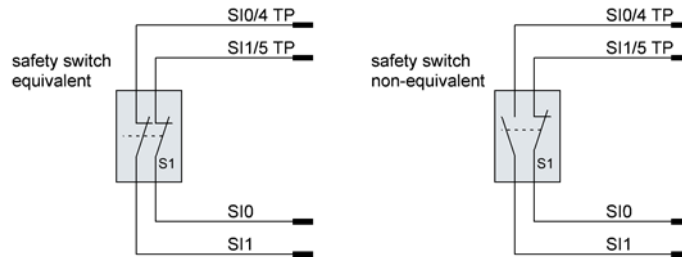 SI0/4 TP
SI1/5 TP
safety switch
equivalent
S1
SI0
SI1
SI0/4 TP
SI1/5 TP
safety switch
non-equivalent
S1
SI0
SI1